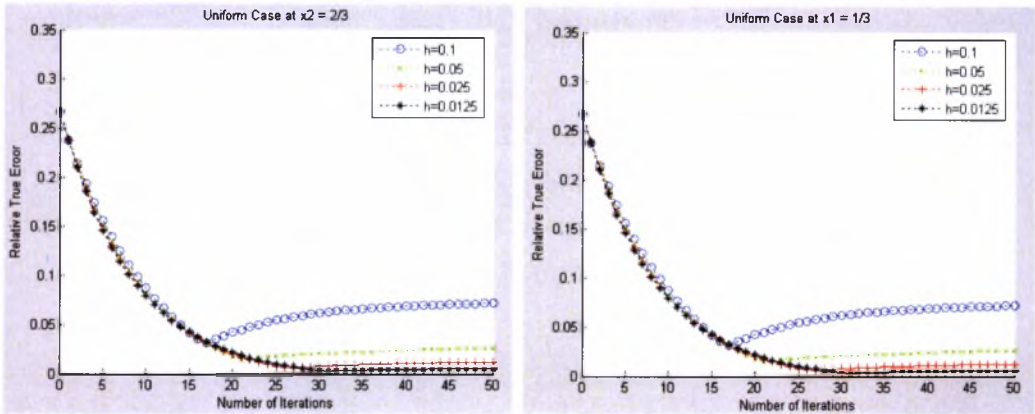 Uniform Case at x2 = 2/3
0.35
0.3
0.25
0.2
0.15
0.1
0.05
0
Relative True Eroor
h=0.1
h=0.05
h=0.025
h=0.0125
0 5 10 15 20 25 30 35 40 45 50
Number of Iterations
Uniform Case at x1 = 1/3
0.35
0.3
0.25
0.2
0.15
0.1
0.05
0
Relative True Eroor
h=0.1
h=0.05
h=0.025
h=0.0125
0 5 10 15 20 25 30 35 40 45 50
Number of Iterations